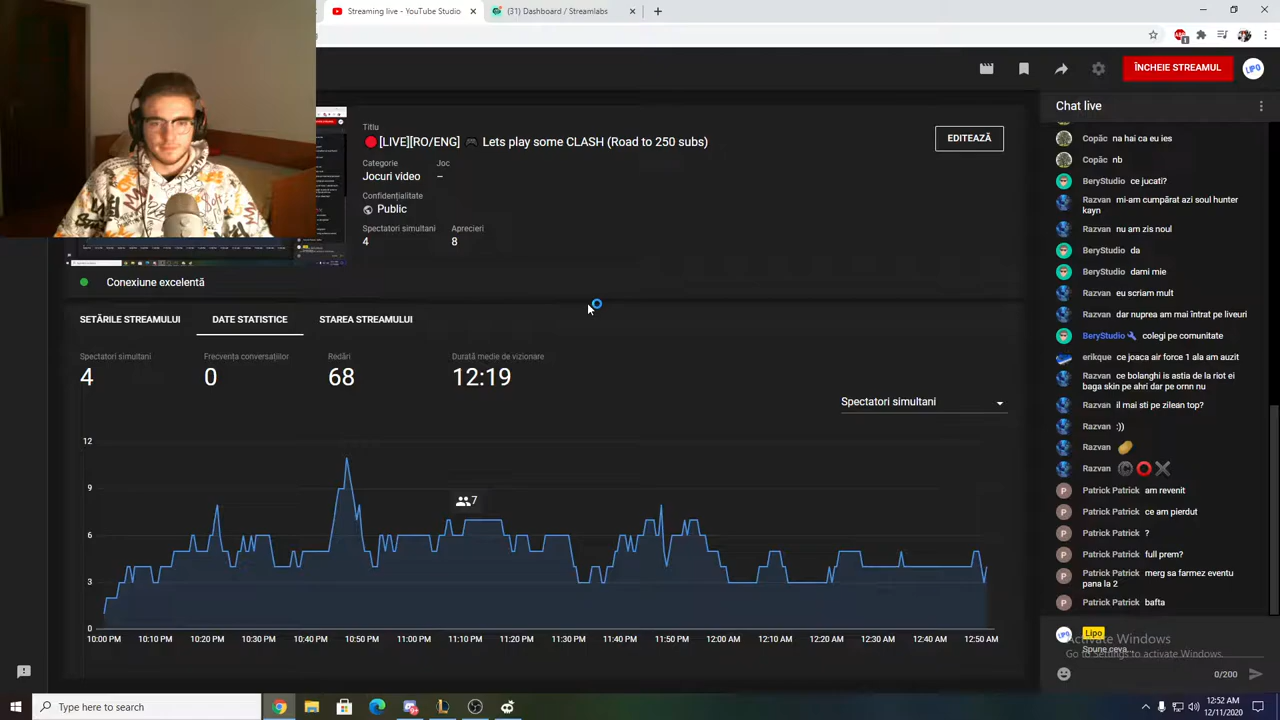 Streaming live - YouTube Studio
(31) Dashboard / Streamlabs
1
ÎNCHEIE STREAMUL
LIPO
Titlu
[LIVE][RO/ENG] 🎮 Lets play some CLASH (Road to 250 subs)
EDITEAZĂ
Categorie
Joc
Jocuri video
–
Confidențialitate
Public
Spectatori simultani
Aprecieri
4
8
Conexiune excelentă
SETĂRILE STREAMULUI
DATE STATISTICE
STAREA STREAMULUI
Spectatori simultani
Frecvența conversațiilor
Redări
Durată medie de vizionare
4
0
68
12:19
Spectatori simultani
12
9
6
3
0
7
10:00 PM
10:10 PM
10:20 PM
10:30 PM
10:40 PM
10:50 PM
11:00 PM
11:10 PM
11:20 PM
11:30 PM
11:40 PM
11:50 PM
12:00 AM
12:10 AM
12:20 AM
12:30 AM
12:40 AM
12:50 AM
Chat live
Copăc na hai ca eu ies
Copăc nb
BeryStudio ce jucati?
Razvan mi-am cumpărat azi soul hunter
kayn
Razvan nu am zis noul
BeryStudio da
BeryStudio dami mie
Razvan eu scriam mult
Razvan dar nuprea am mai întrat pe liveuri
BeryStudio colegi pe comunitate
erikque ce joaca air force 1 ala am auzit
Razvan ce bolanghi is astia de la riot ei
baga skin pe ahri dar pe ornn nu
Razvan il mai sti pe zilean top?
Razvan :))
Razvan 🥔
Razvan
Patrick Patrick am revenit
Patrick Patrick ce am pierdut
Patrick Patrick ?
Patrick Patrick full prem?
Patrick Patrick merg sa farmez eventu
pana la 2
Patrick Patrick bafta
LIPO
Lipo
Spune ceva...
Activate Windows
Go to Settings to activate Windows.
0/200
Type here to search
12:52 AM
12/11/2020